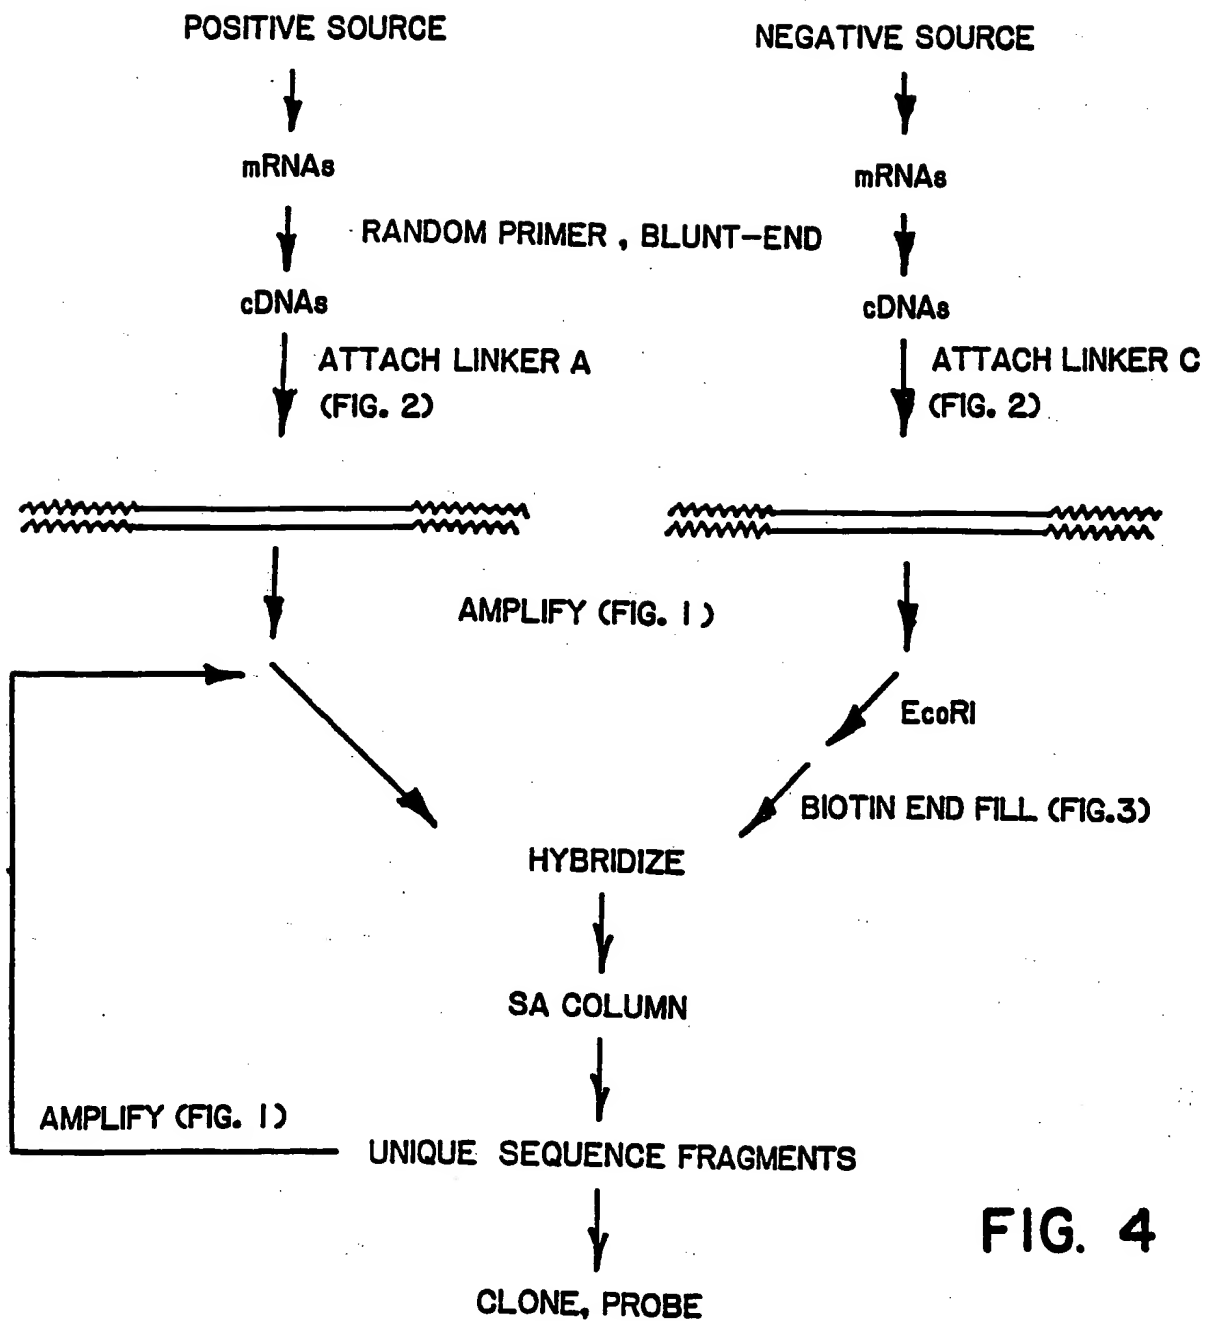 POSITIVE SOURCE
NEGATIVE SOURCE
mRNAs
mRNAs
RANDOM PRIMER, BLUNT-END
cDNAs
cDNAs
ATTACH LINKER A
(FIG. 2)
ATTACH LINKER C
(FIG. 2)
AMPLIFY (FIG. 1)
EcoRI
BIOTIN END FILL (FIG.3)
HYBRIDIZE
SA COLUMN
AMPLIFY (FIG. 1)
UNIQUE SEQUENCE FRAGMENTS
FIG. 4
CLONE, PROBE